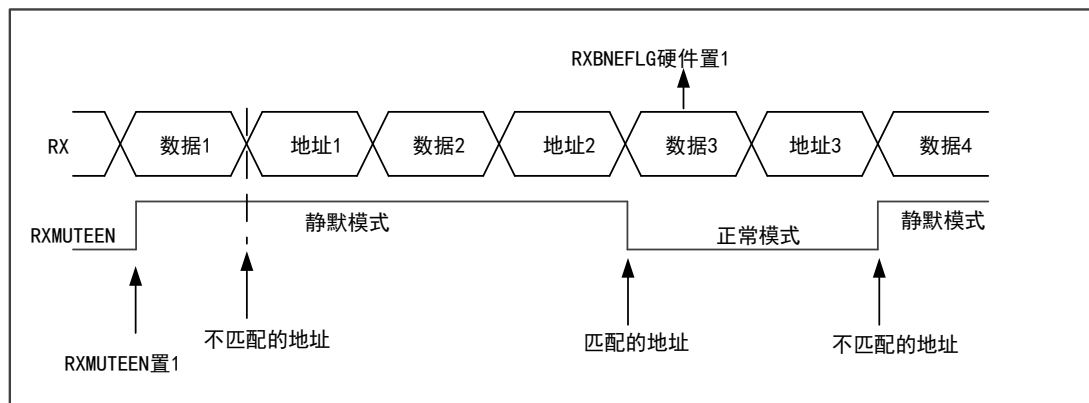 RXBNEFLG硬件置1
RX 数据1 地址1 数据2 地址2 数据3 地址3 数据4
RXMUTEEN 静默模式 正常模式 静默模式
不匹配的地址 匹配的地址 不匹配的地址
RXMUTEEN置1